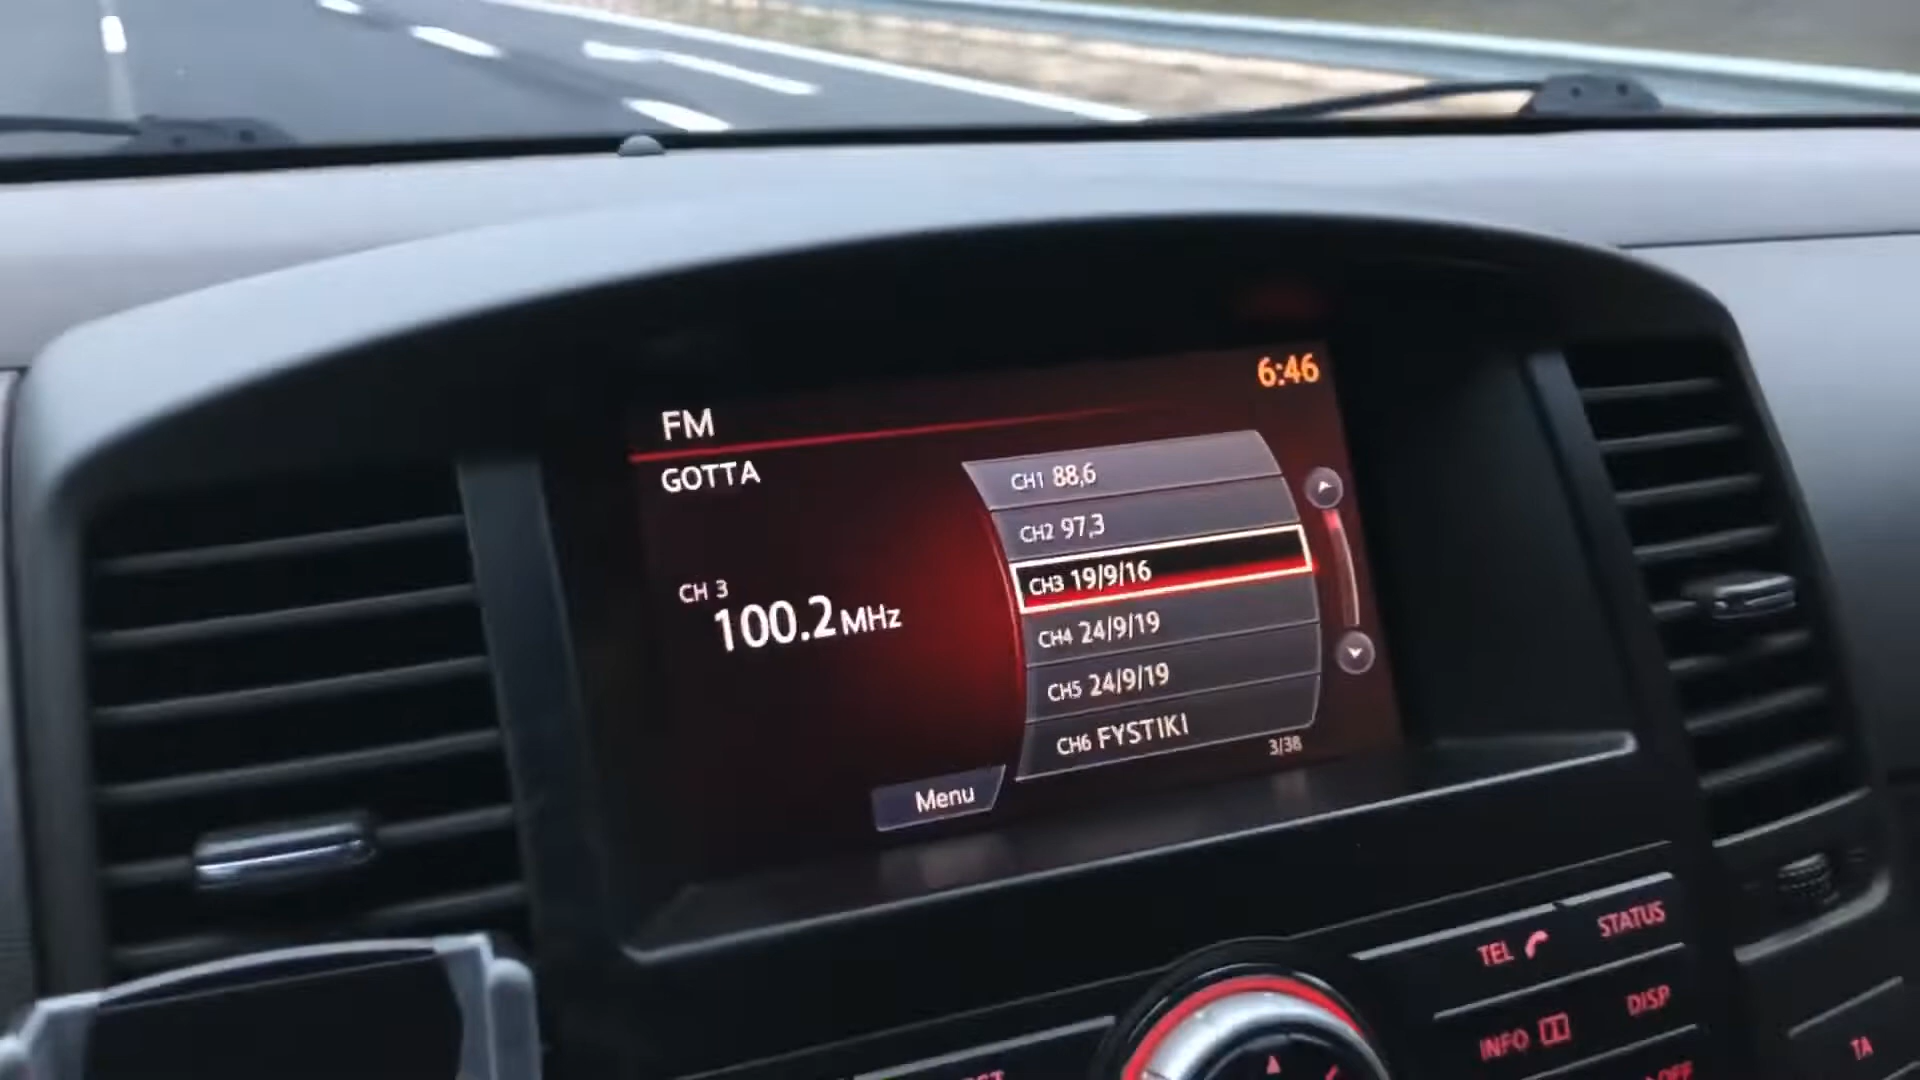 6:46
FM
GOTTA
CH 3
100.2 MHz
CH1 88,6
CH2 97,3
CH3 19/9/16
CH4 24/9/19
CH5 24/9/19
CH6 FYSTIKI
3/38
Menu
TEL
STATUS
INFO
DISP
TA